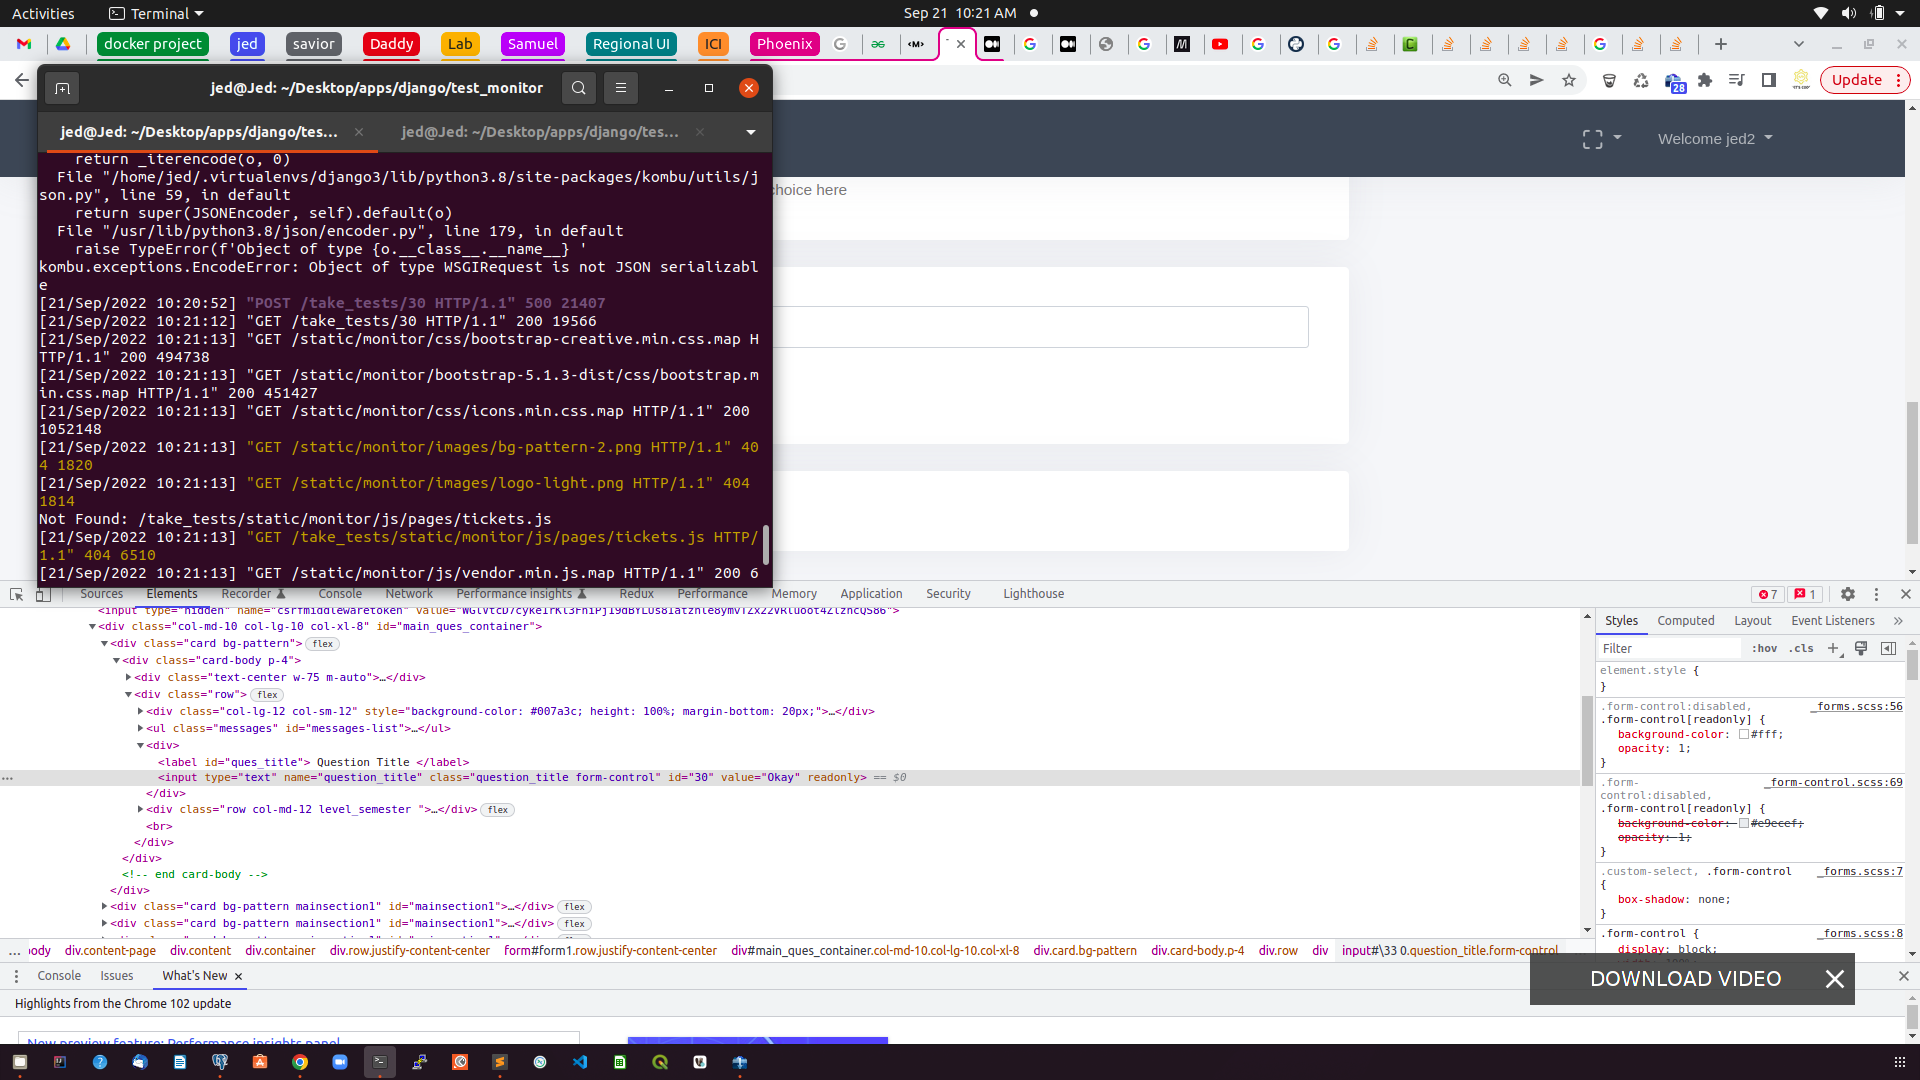 Activities
Terminal
Sep 21 10:21 AM
docker project
jed
savior
Daddy
Lab
Samuel
Regional UI
ICI
Phoenix
28
Update
jed@Jed: ~/Desktop/apps/django/test_monitor
jed@Jed: ~/Desktop/apps/django/tes...
jed@Jed: ~/Desktop/apps/django/tes...
Welcome jed2
choice here
return _iterencode(o, 0)
File "/home/jed/.virtualenvs/django3/lib/python3.8/site-packages/kombu/utils/j
son.py", line 59, in default
return super(JSONEncoder, self).default(o)
File "/usr/lib/python3.8/json/encoder.py", line 179, in default
raise TypeError(f'Object of type {o.__class__.__name__} '
kombu.exceptions.EncodeError: Object of type WSGIRequest is not JSON serializabl
e
[21/Sep/2022 10:20:52] "POST /take_tests/30 HTTP/1.1" 500 21407
[21/Sep/2022 10:21:12] "GET /take_tests/30 HTTP/1.1" 200 19566
[21/Sep/2022 10:21:13] "GET /static/monitor/css/bootstrap-creative.min.css.map H
TTP/1.1" 200 494738
[21/Sep/2022 10:21:13] "GET /static/monitor/bootstrap-5.1.3-dist/css/bootstrap.m
in.css.map HTTP/1.1" 200 451427
[21/Sep/2022 10:21:13] "GET /static/monitor/css/icons.min.css.map HTTP/1.1" 200
1052148
[21/Sep/2022 10:21:13] "GET /static/monitor/images/bg-pattern-2.png HTTP/1.1" 40
4 1820
[21/Sep/2022 10:21:13] "GET /static/monitor/images/logo-light.png HTTP/1.1" 404
1814
Not Found: /take_tests/static/monitor/js/pages/tickets.js
[21/Sep/2022 10:21:13] "GET /take_tests/static/monitor/js/pages/tickets.js HTTP/
1.1" 404 6510
[21/Sep/2022 10:21:13] "GET /static/monitor/js/vendor.min.js.map HTTP/1.1" 200 6
Sources
Elements
Recorder
Console
Network
Performance insights
Redux
Performance
Memory
Application
Security
Lighthouse
7
1
<input type="hidden" name="csrfmiddlewaretoken"
<div class="col-md-10 col-lg-10 col-xl-8" id="main_ques_container">
<div class="card bg-pattern"> flex
<div class="card-body p-4">
<div class="text-center w-75 m-auto">…</div>
<div class="row"> flex
<div class="col-lg-12 col-sm-12" style="background-color: #007a3c; height: 100%; margin-bottom: 20px;">…</div>
<ul class="messages" id="messages-list">…</ul>
<div>
<label id="ques_title"> Question Title </label>
<input type="text" name="question_title" class="question_title form-control" id="30" value="Okay" readonly> == $0
</div>
<div class="row col-md-12 level_semester ">…</div> flex
<br>
</div>
</div>
<!-- end card-body -->
</div>
<div class="card bg-pattern mainsection1" id="mainsection1">…</div> flex
<div class="card bg-pattern mainsection1" id="mainsection1">…</div> flex
Styles
Computed
Layout
Event Listeners
Filter
:hov
.cls
element.style {
}
.form-control:disabled, _forms.scss:56
.form-control[readonly] {
background-color: #fff;
opacity: 1;
}
.form- _form-control.scss:69
control:disabled,
.form-control[readonly] {
background-color: #e9ecef;
opacity: 1;
}
.custom-select, .form-control _forms.scss:7
{
box-shadow: none;
}
.form-control { _forms.scss:8
display: block;
... body
div.content-page
div.content
div.container
div.row.justify-content-center
form#form1.row.justify-content-center
div#main_ques_container.col-md-10.col-lg-10.col-xl-8
div.card.bg-pattern
div.card-body.p-4
div.row
div
input#\33 0.question_title.form-control
Console
Issues
What's New
DOWNLOAD VIDEO
Highlights from the Chrome 102 update
New preview feature: Performance insights panel